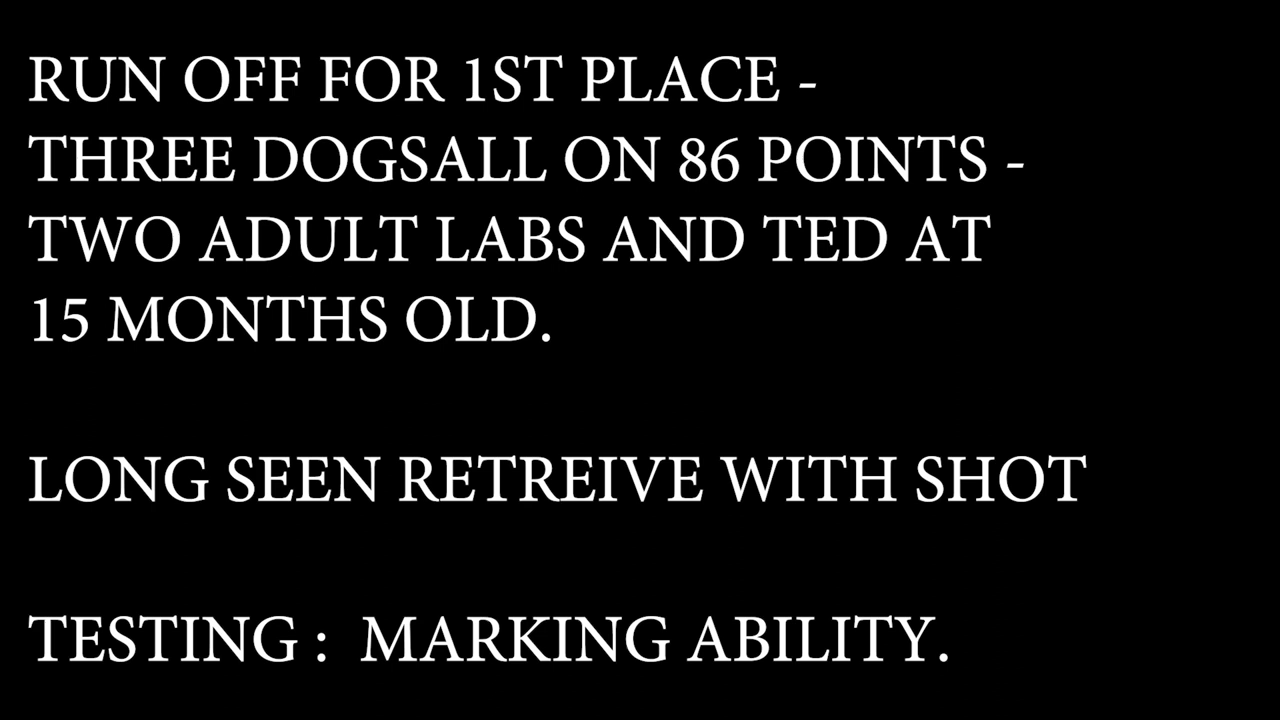 RUN OFF FOR 1ST PLACE -
THREE DOGSALL ON 86 POINTS -
TWO ADULT LABS AND TED AT
15 MONTHS OLD.
LONG SEEN RETREIVE WITH SHOT
TESTING :  MARKING ABILITY.